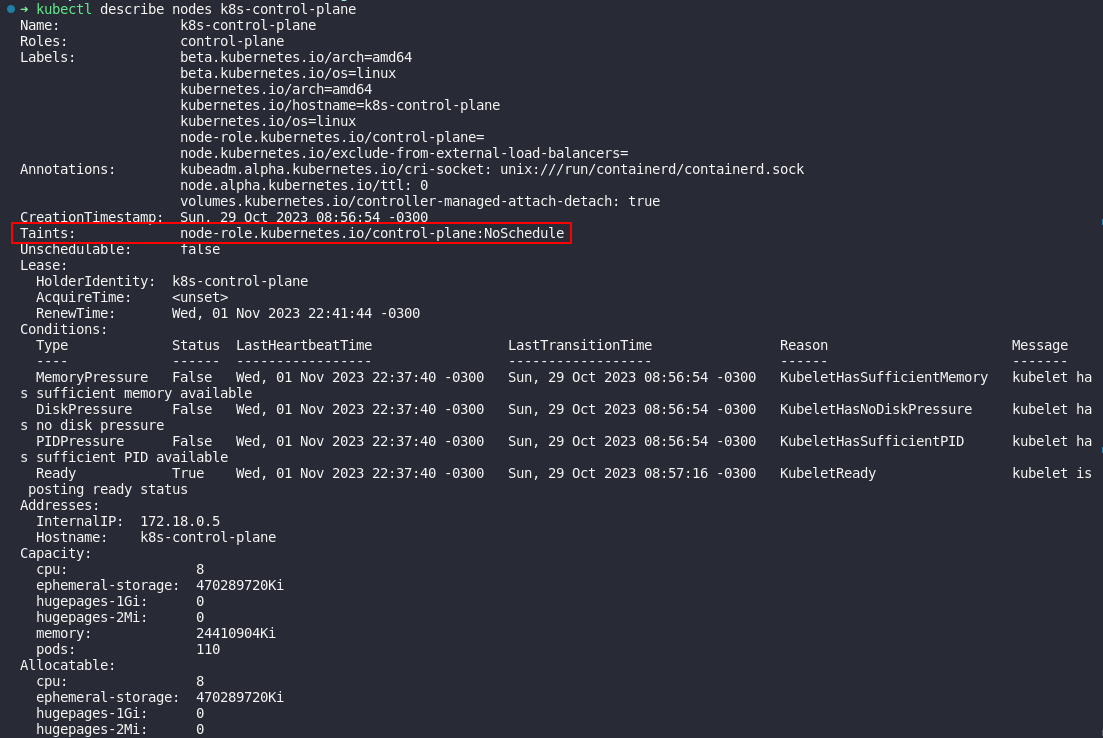 ➜ kubectl describe nodes k8s-control-plane
Name:               k8s-control-plane
Roles:              control-plane
Labels:             beta.kubernetes.io/arch=amd64
                    beta.kubernetes.io/os=linux
                    kubernetes.io/arch=amd64
                    kubernetes.io/hostname=k8s-control-plane
                    kubernetes.io/os=linux
                    node-role.kubernetes.io/control-plane=
                    node.kubernetes.io/exclude-from-external-load-balancers=
Annotations:        kubeadm.alpha.kubernetes.io/cri-socket: unix:///run/containerd/containerd.sock
                    node.alpha.kubernetes.io/ttl: 0
                    volumes.kubernetes.io/controller-managed-attach-detach: true
CreationTimestamp:  Sun, 29 Oct 2023 08:56:54 -0300
Taints:             node-role.kubernetes.io/control-plane:NoSchedule
Unschedulable:      false
Lease:
  HolderIdentity:  k8s-control-plane
  AcquireTime:     <unset>
  RenewTime:       Wed, 01 Nov 2023 22:41:44 -0300
Conditions:
  Type             Status  LastHeartbeatTime                 LastTransitionTime                Reason                       Message
  ----             ------  -----------------                 ------------------                ------                       -------
  MemoryPressure   False   Wed, 01 Nov 2023 22:37:40 -0300   Sun, 29 Oct 2023 08:56:54 -0300   KubeletHasSufficientMemory   kubelet ha
s sufficient memory available
  DiskPressure     False   Wed, 01 Nov 2023 22:37:40 -0300   Sun, 29 Oct 2023 08:56:54 -0300   KubeletHasNoDiskPressure     kubelet ha
s no disk pressure
  PIDPressure      False   Wed, 01 Nov 2023 22:37:40 -0300   Sun, 29 Oct 2023 08:56:54 -0300   KubeletHasSufficientPID      kubelet ha
s sufficient PID available
  Ready            True    Wed, 01 Nov 2023 22:37:40 -0300   Sun, 29 Oct 2023 08:57:16 -0300   KubeletReady                 kubelet is
 posting ready status
Addresses:
  InternalIP:  172.18.0.5
  Hostname:    k8s-control-plane
Capacity:
  cpu:                8
  ephemeral-storage:  470289720Ki
  hugepages-1Gi:      0
  hugepages-2Mi:      0
  memory:             24410904Ki
  pods:               110
Allocatable:
  cpu:                8
  ephemeral-storage:  470289720Ki
  hugepages-1Gi:      0
  hugepages-2Mi:      0